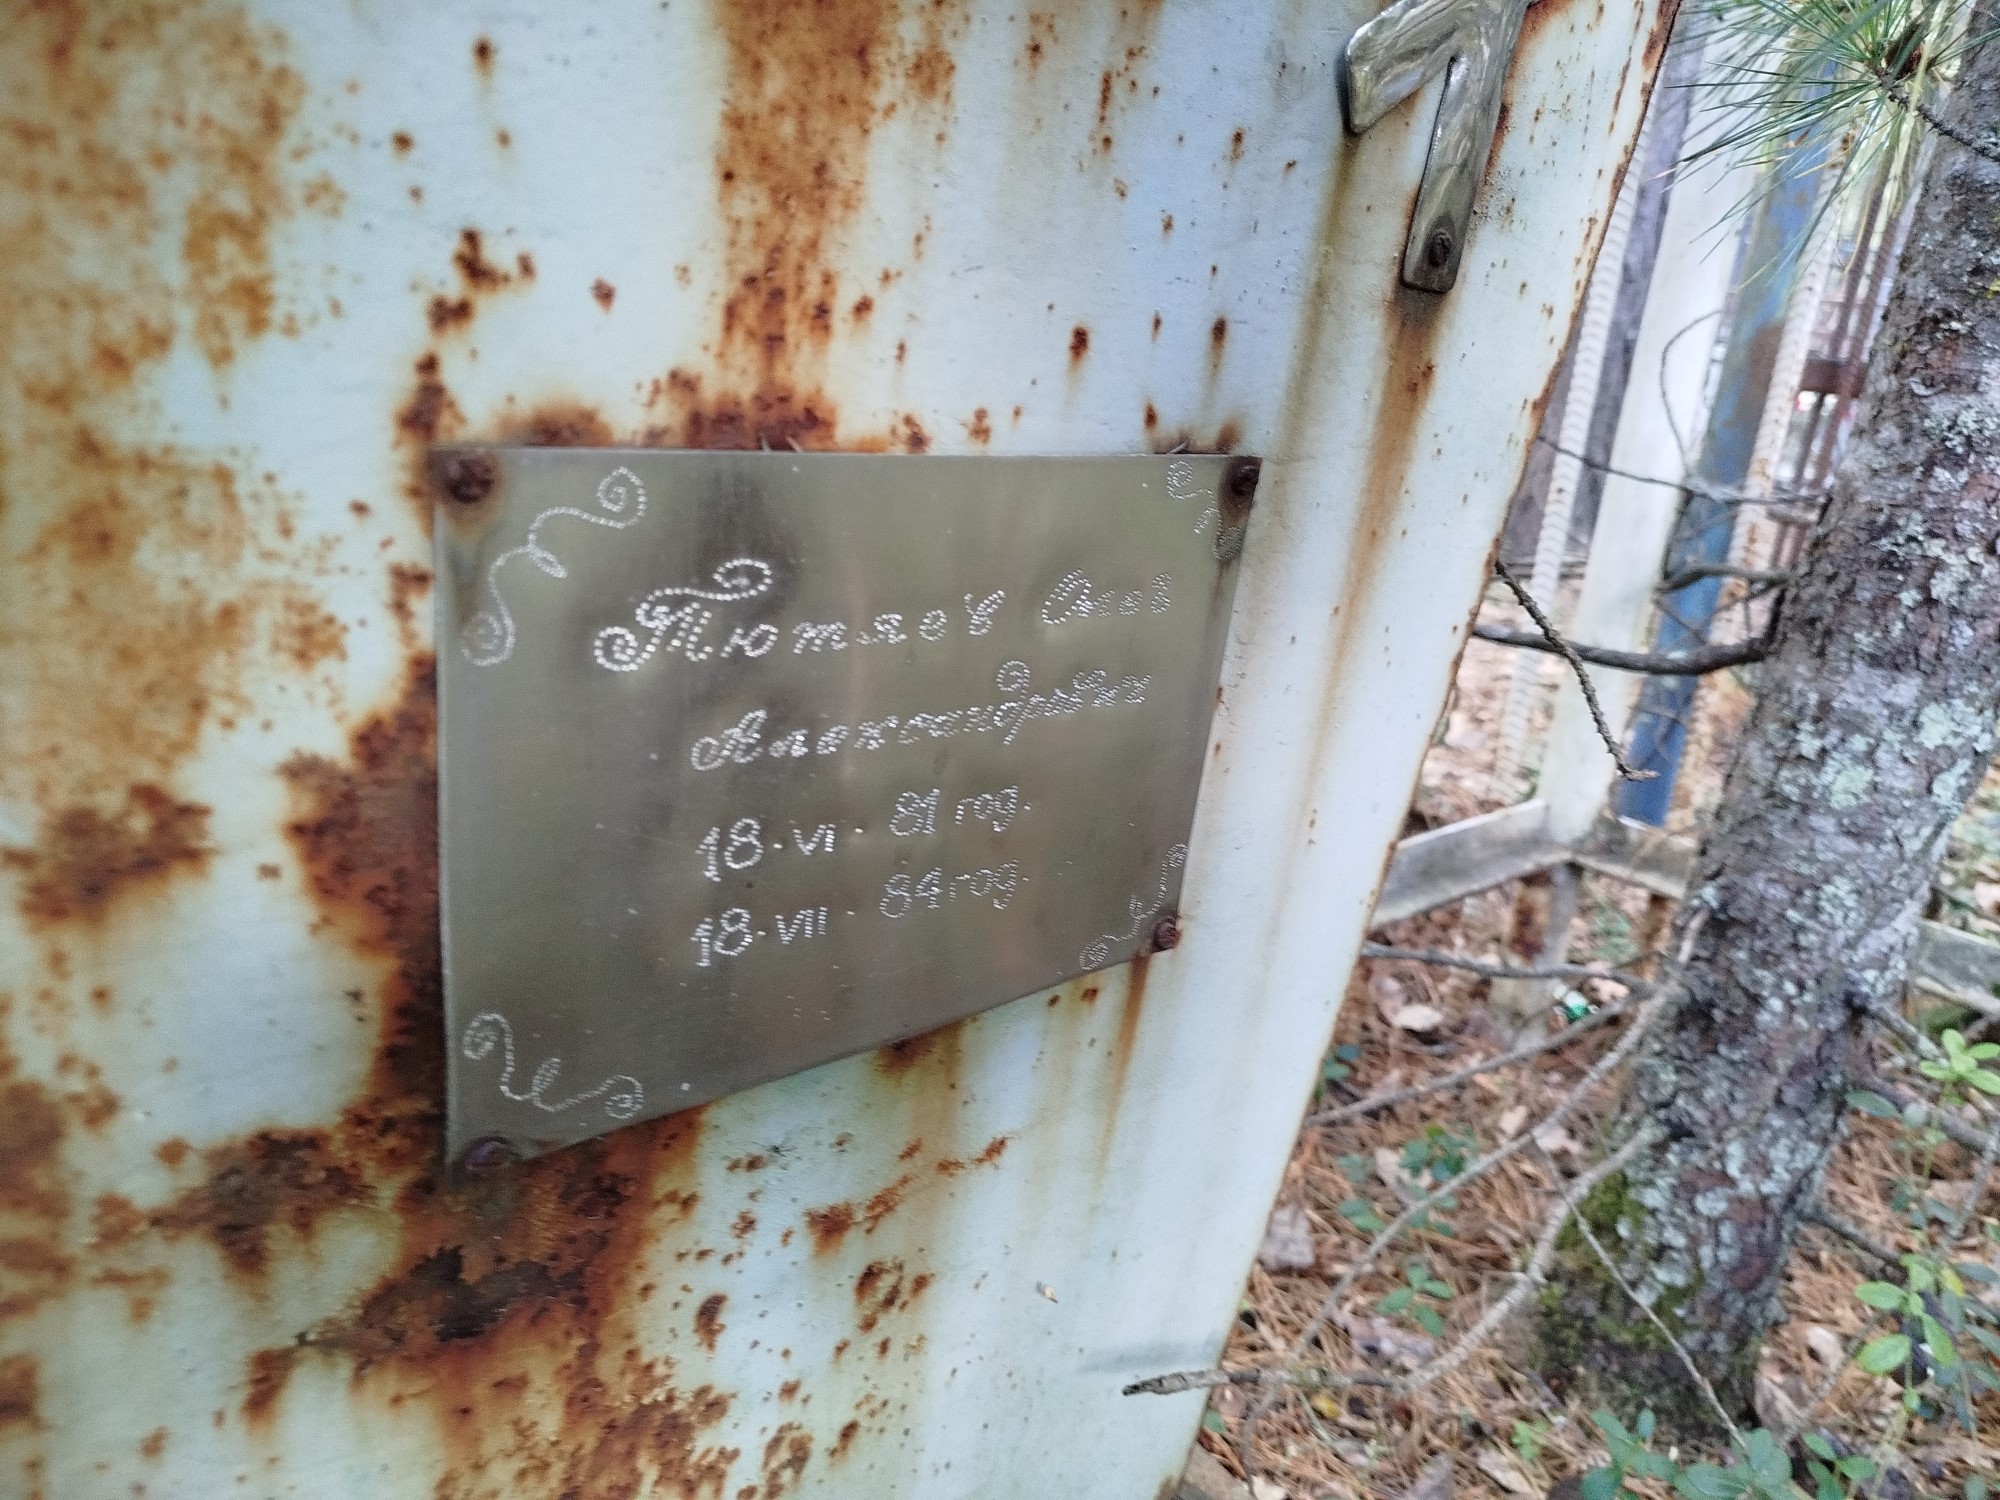 Тютяев Олег
Александрович
18·VI·81 год.
18·VII·84 год.